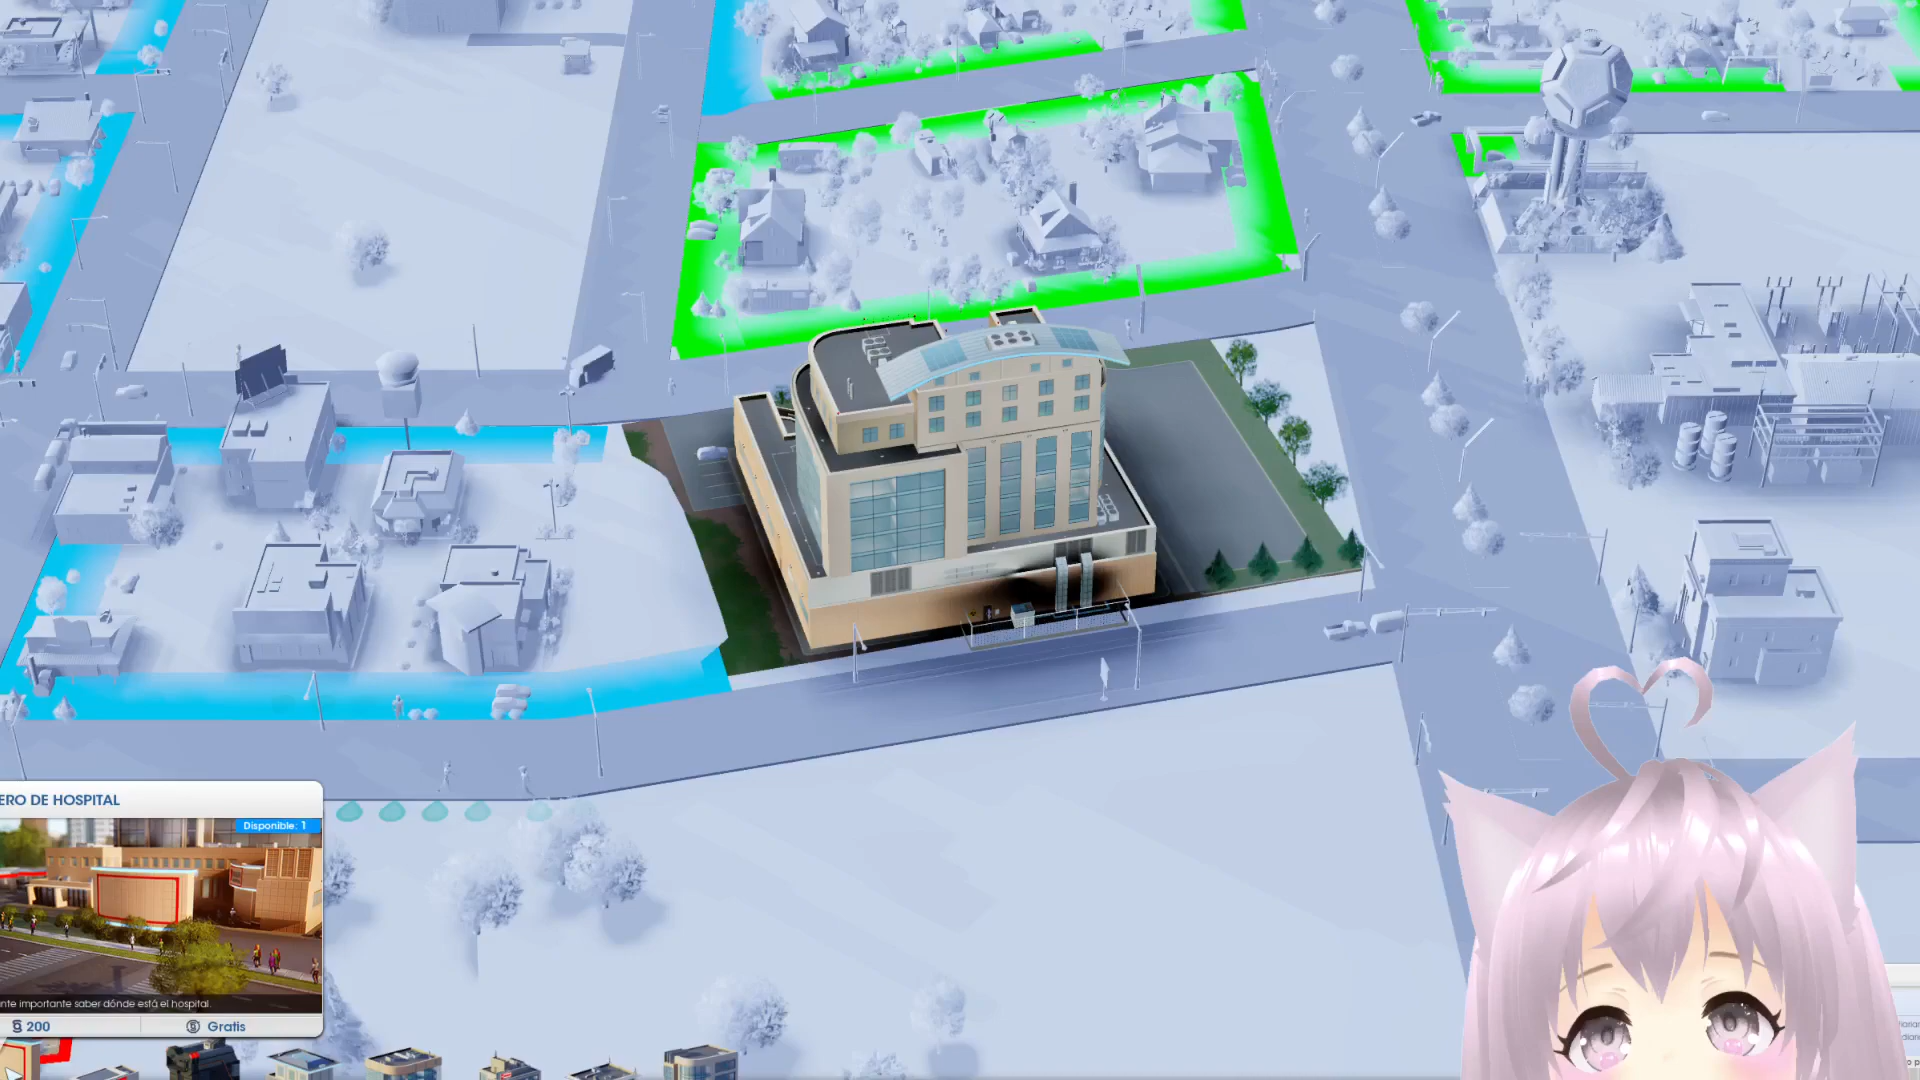 ERO DE HOSPITAL
Disponible: 1
nte importante saber dónde está el hospital.
200
Gratis